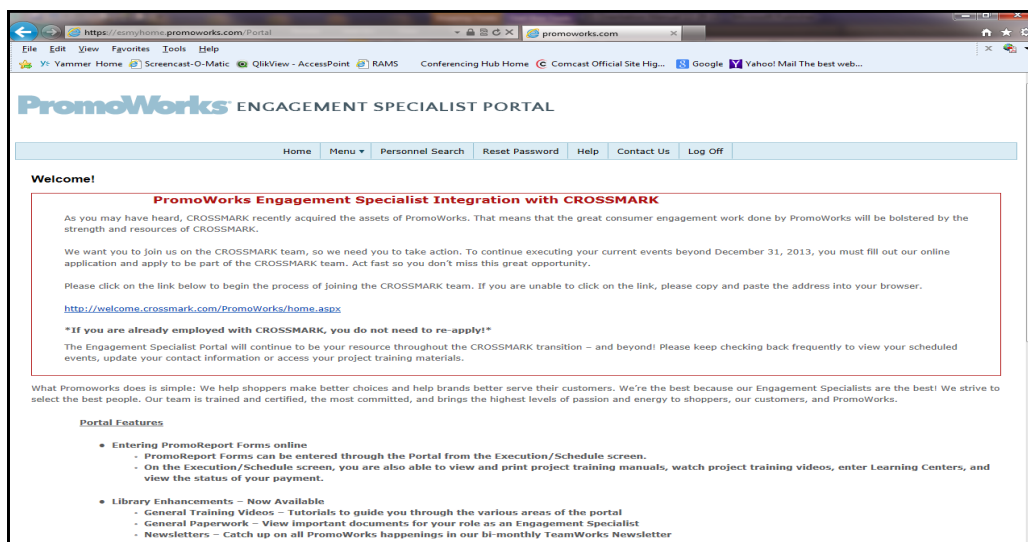 https://esmyhome.promoworks.com/Portal
promoworks.com
File Edit View Favorites Tools Help
Yammer Home Screencast-O-Matic QlikView - AccessPoint RAMS Conferencing Hub Home Comcast Official Site Hig... Google Yahoo! Mail The best web...
PromoWorks ENGAGEMENT SPECIALIST PORTAL
Home Menu Personnel Search Reset Password Help Contact Us Log Off
Welcome!
PromoWorks Engagement Specialist Integration with CROSSMARK
As you may have heard, CROSSMARK recently acquired the assets of PromoWorks. That means that the great consumer engagement work done by PromoWorks will be bolstered by the
strength and resources of CROSSMARK.
We want you to join us on the CROSSMARK team, so we need you to take action. To continue executing your current events beyond December 31, 2013, you must fill out our online
application and apply to be part of the CROSSMARK team. Act fast so you don't miss this great opportunity.
Please click on the link below to begin the process of joining the CROSSMARK team. If you are unable to click on the link, please copy and paste the address into your browser.
http://welcome.crossmark.com/PromoWorks/home.aspx
*If you are already employed with CROSSMARK, you do not need to re-apply!*
The Engagement Specialist Portal will continue to be your resource throughout the CROSSMARK transition – and beyond! Please keep checking back frequently to view your scheduled
events, update your contact information or access your project training materials.
What Promoworks does is simple: We help shoppers make better choices and help brands better serve their customers. We're the best because our Engagement Specialists are the best! We strive to
select the best people. Our team is trained and certified, the most committed, and brings the highest levels of passion and energy to shoppers, our customers, and PromoWorks.
Portal Features
• Entering PromoReport Forms online
- PromoReport Forms can be entered through the Portal from the Execution/Schedule screen.
- On the Execution/Schedule screen, you are also able to view and print project training manuals, watch project training videos, enter Learning Centers, and
view the status of your payment.
• Library Enhancements – Now Available
- General Training Videos – Tutorials to guide you through the various areas of the portal
- General Paperwork – View important documents for your role as an Engagement Specialist
- Newsletters – Catch up on all PromoWorks happenings in our bi-monthly TeamWorks Newsletter